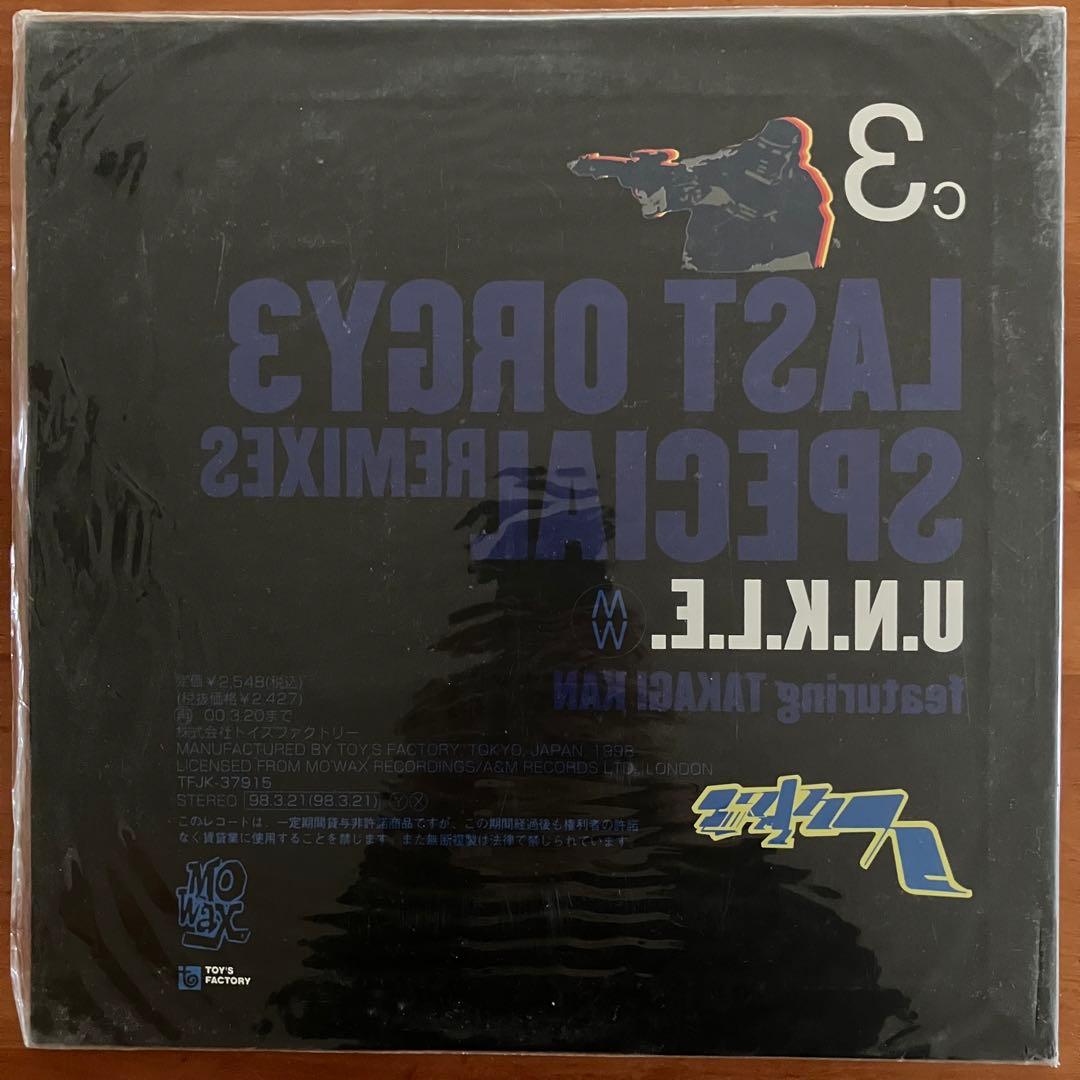 3 c
LAST ORGY3
SPECIAL REMIXES
U.N.K.L.E.
MW
featuring TAKAGI KAN
定価￥2,548(税込)
(税抜価格￥2,427)
再 00.3.20まで
株式会社トイズファクトリー
MANUFACTURED BY TOY'S FACTORY, TOKYO, JAPAN. 1998
LICENSED FROM MO'WAX RECORDINGS/A&M RECORDS LTD., LONDON
TFJK-37915
STEREO 98.3.21(98.3.21) Y X
このレコードは、一定期間貸与非許諾商品ですが、この期間経過後も権利者の許諾
なく賃貸業に使用することを禁じます。また無断複製は法律で禁じられています。
MO
waX
TOY'S
FACTORY